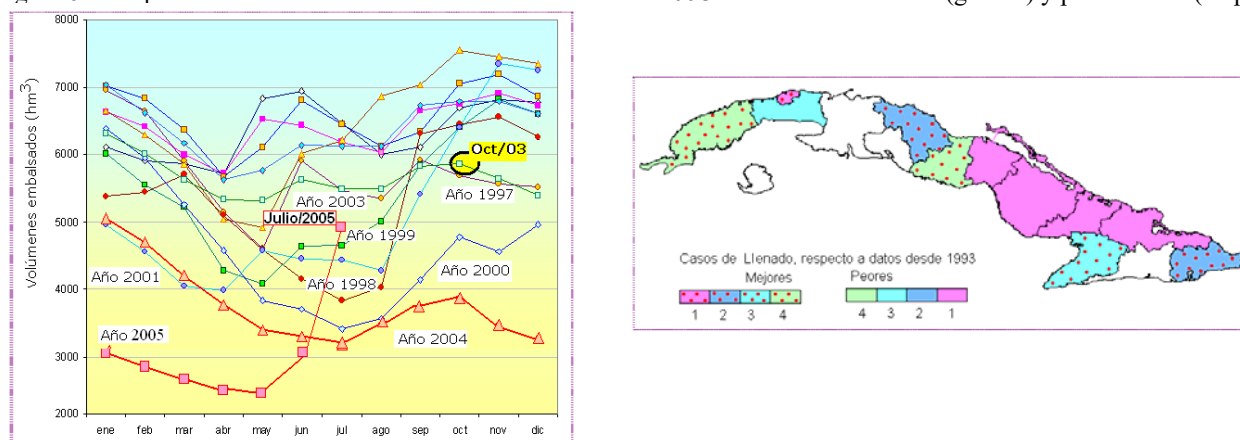 (g
) y p
Volúmenes embalsados (hm³)
8000
7000
6000
5000
4000
3000
2000
Oct/03
Año 1997
Año 2003
Julio/2005
Año 1999
Año 2001
Año 1998
Año 2000
Año 2005
Año 2004
ene feb mar abr may jun jul ago sep oct nov dic
Casos de Llenado, respecto a datos desde 1993
Mejores Peores
1 2 3 4 4 3 2 1